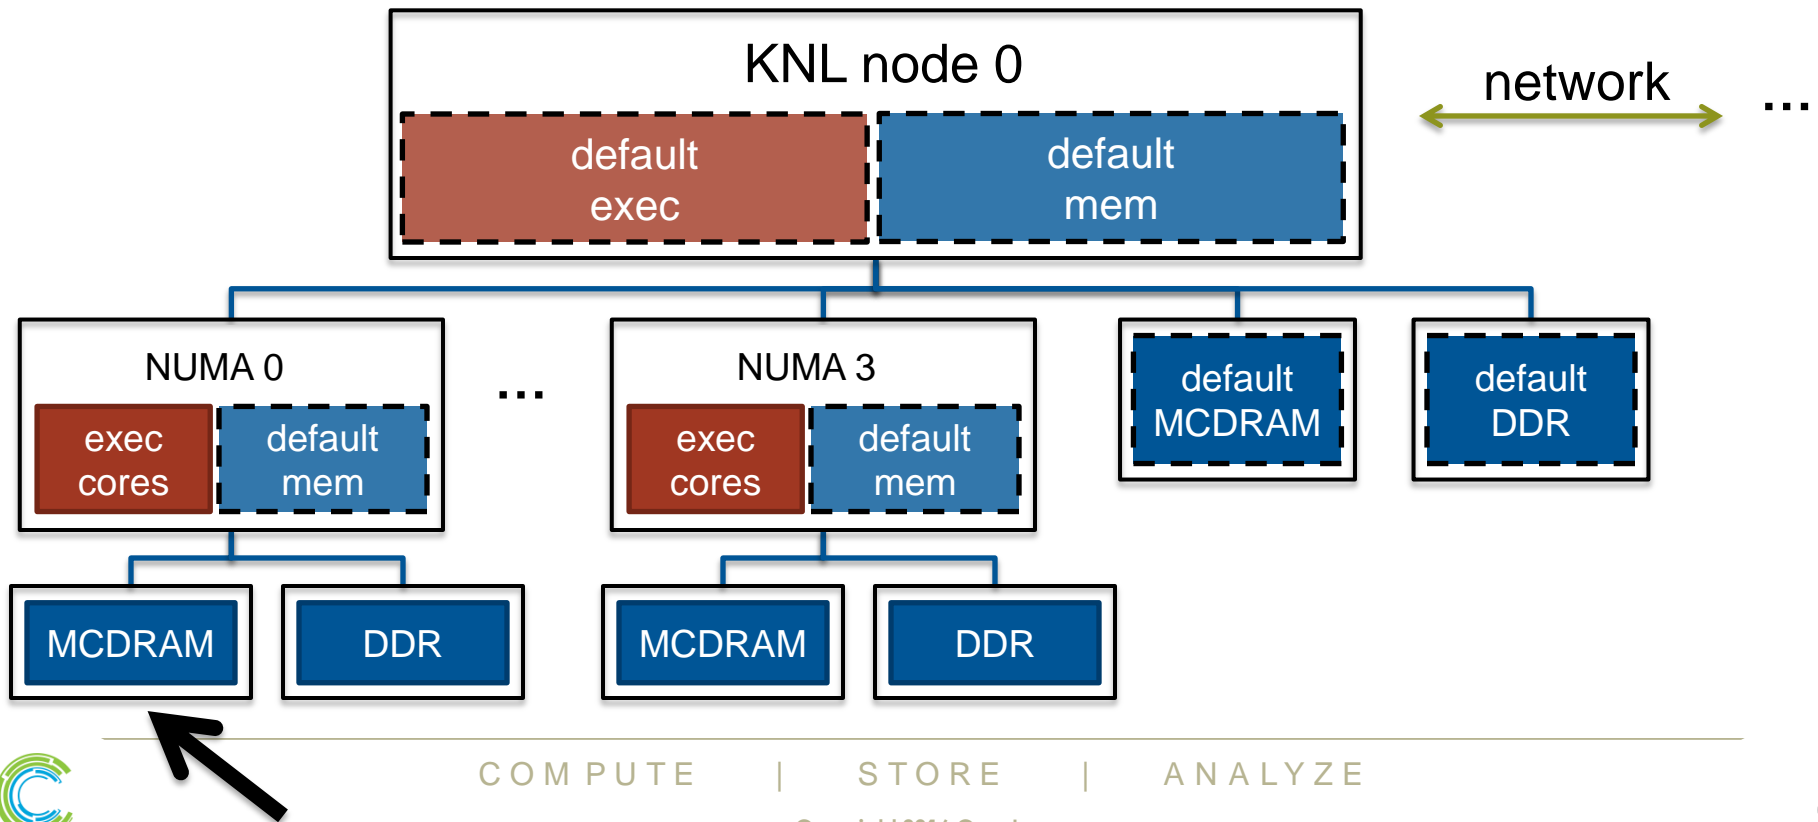 KNL node 0
network
...
default
exec
default
mem
NUMA 0
...
NUMA 3
default
MCDRAM
default
DDR
exec
cores
default
mem
exec
cores
default
mem
MCDRAM
DDR
MCDRAM
DDR
COMPUTE | STORE | ANALYZE